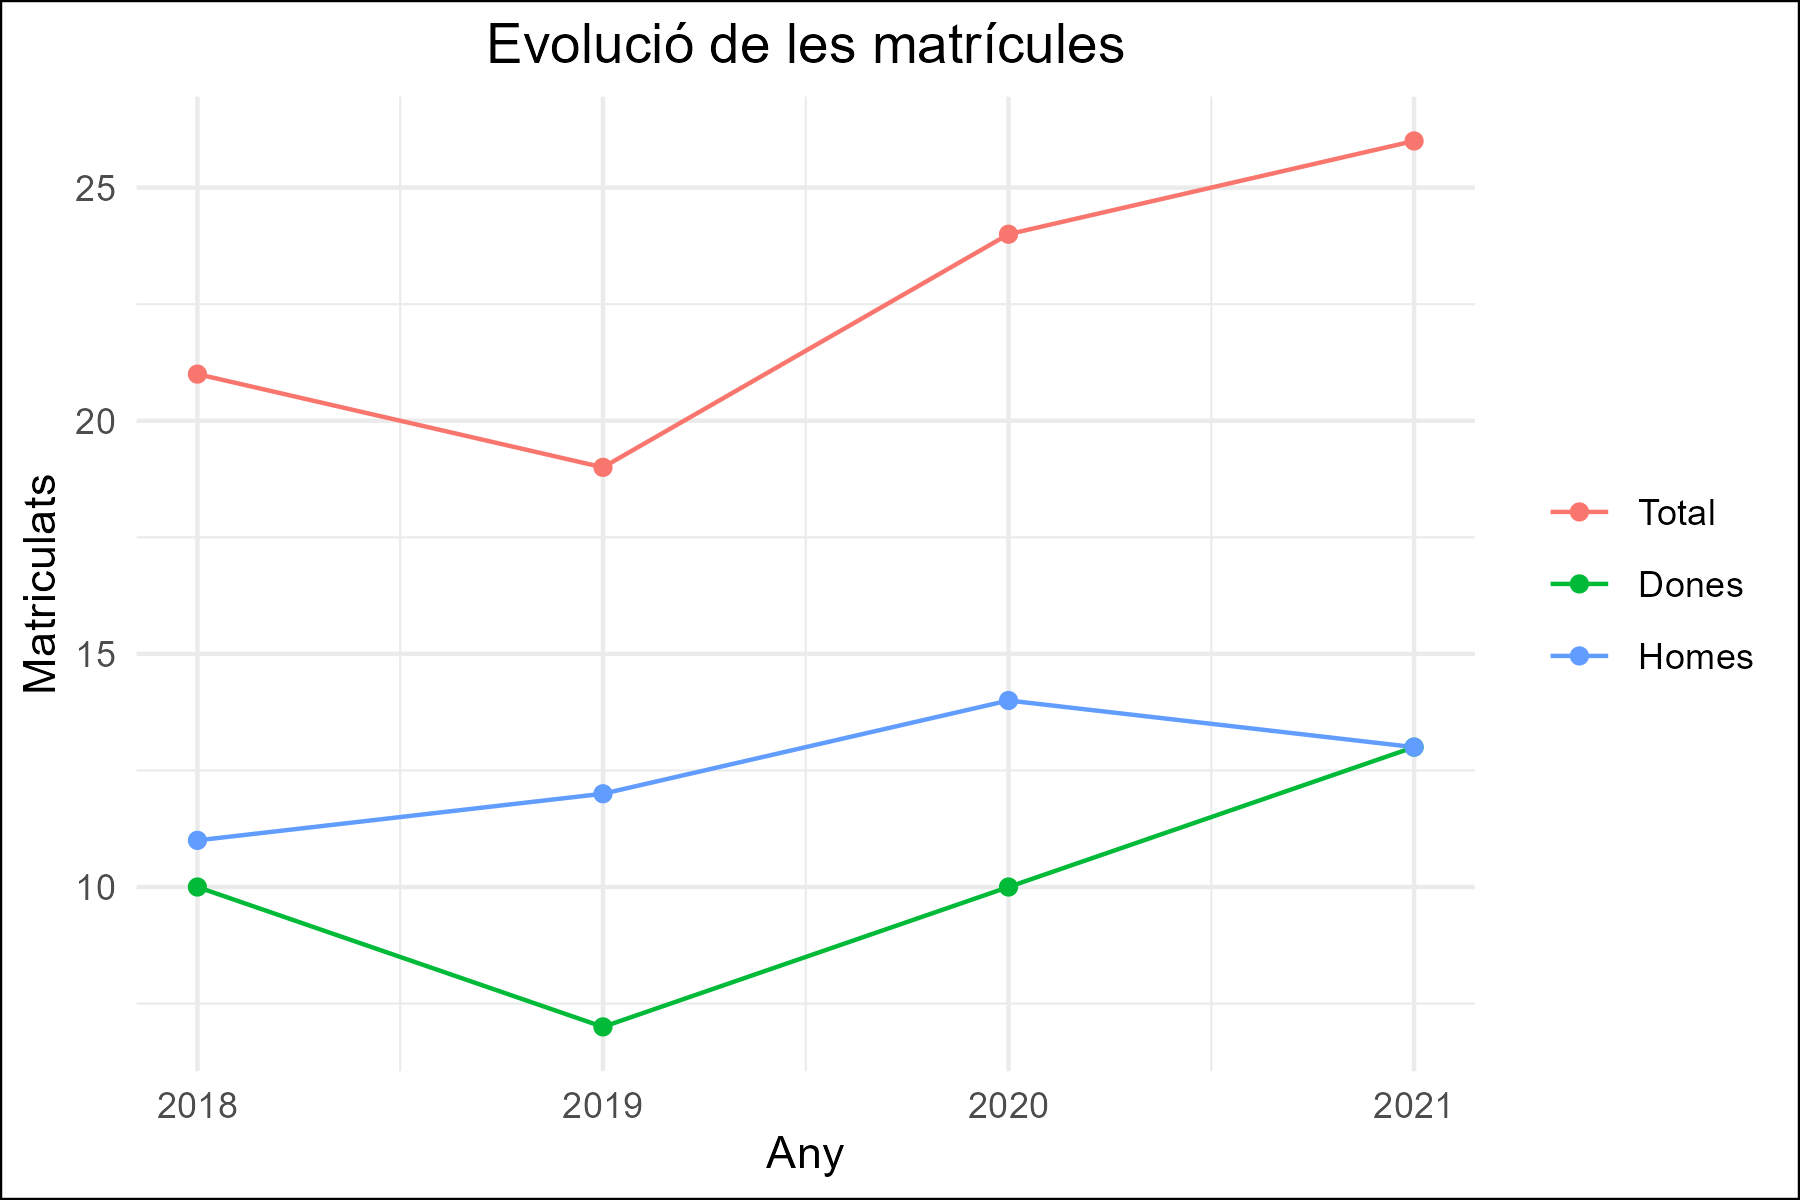 Evolució de les matrícules
25
20
15
10
Matriculats
2018
2019
2020
2021
Any
Total
Dones
Homes